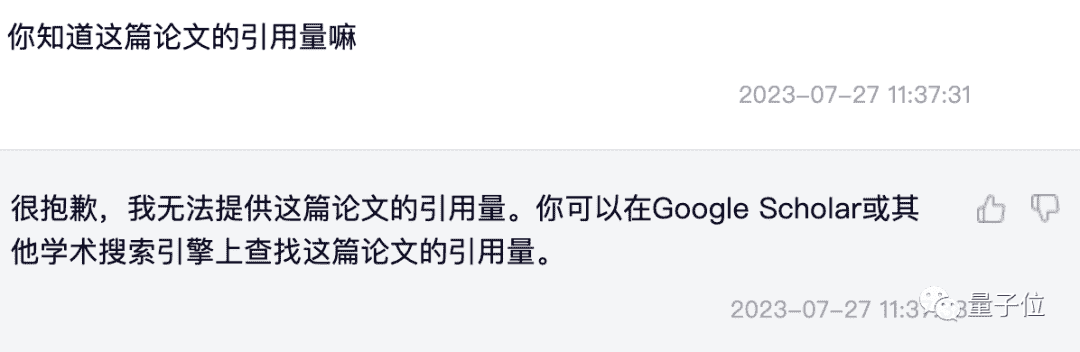 你知道这篇论文的引用量嘛
2023-07-27 11:37:31
很抱歉，我无法提供这篇论文的引用量。你可以在Google Scholar或其
他学术搜索引擎上查找这篇论文的引用量。
2023-07-27
量子位